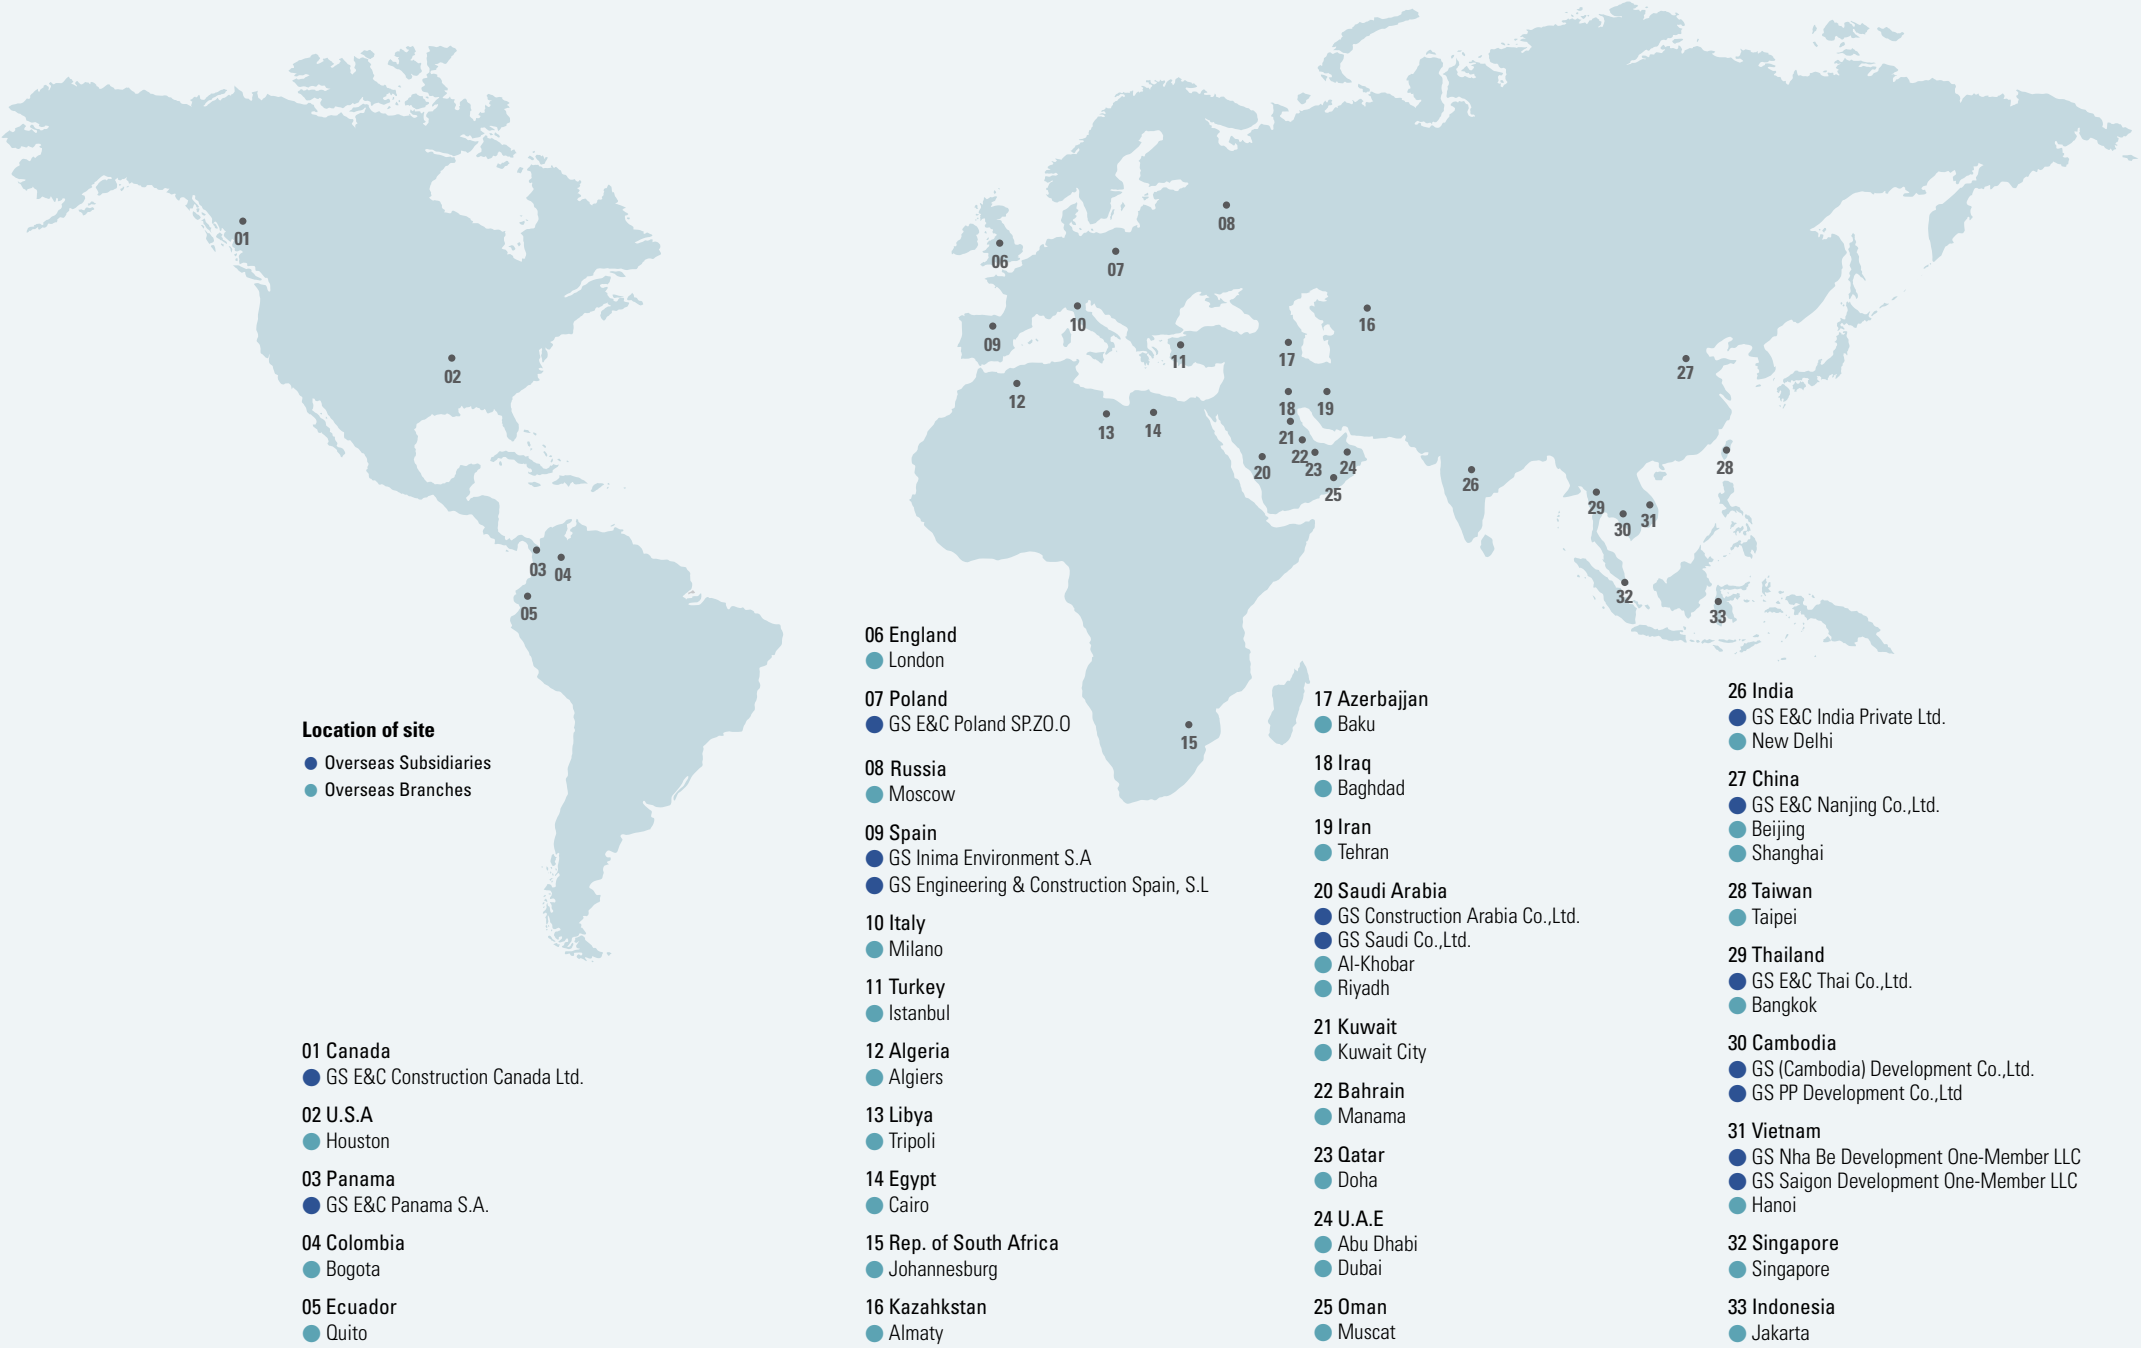 01
02
03
04
05
06
07
08
09
10
11
12
13
14
15
16
17
18
19
20
21
22
23
24
25
26
27
28
29
30
31
32
33
Location of site
Overseas Subsidiaries
Overseas Branches
01 Canada
GS E&C Construction Canada Ltd.
02 U.S.A
Houston
03 Panama
GS E&C Panama S.A.
04 Colombia
Bogota
05 Ecuador
Quito
06 England
London
07 Poland
GS E&C Poland SP.ZO.O
08 Russia
Moscow
09 Spain
GS Inima Environment S.A
GS Engineering & Construction Spain, S.L
10 Italy
Milano
11 Turkey
Istanbul
12 Algeria
Algiers
13 Libya
Tripoli
14 Egypt
Cairo
15 Rep. of South Africa
Johannesburg
16 Kazahkstan
Almaty
17 Azerbajjan
Baku
18 Iraq
Baghdad
19 Iran
Tehran
20 Saudi Arabia
GS Construction Arabia Co.,Ltd.
GS Saudi Co.,Ltd.
Al-Khobar
Riyadh
21 Kuwait
Kuwait City
22 Bahrain
Manama
23 Qatar
Doha
24 U.A.E
Abu Dhabi
Dubai
25 Oman
Muscat
26 India
GS E&C India Private Ltd.
New Delhi
27 China
GS E&C Nanjing Co.,Ltd.
Beijing
Shanghai
28 Taiwan
Taipei
29 Thailand
GS E&C Thai Co.,Ltd.
Bangkok
30 Cambodia
GS (Cambodia) Development Co.,Ltd.
GS PP Development Co.,Ltd
31 Vietnam
GS Nha Be Development One-Member LLC
GS Saigon Development One-Member LLC
Hanoi
32 Singapore
Singapore
33 Indonesia
Jakarta